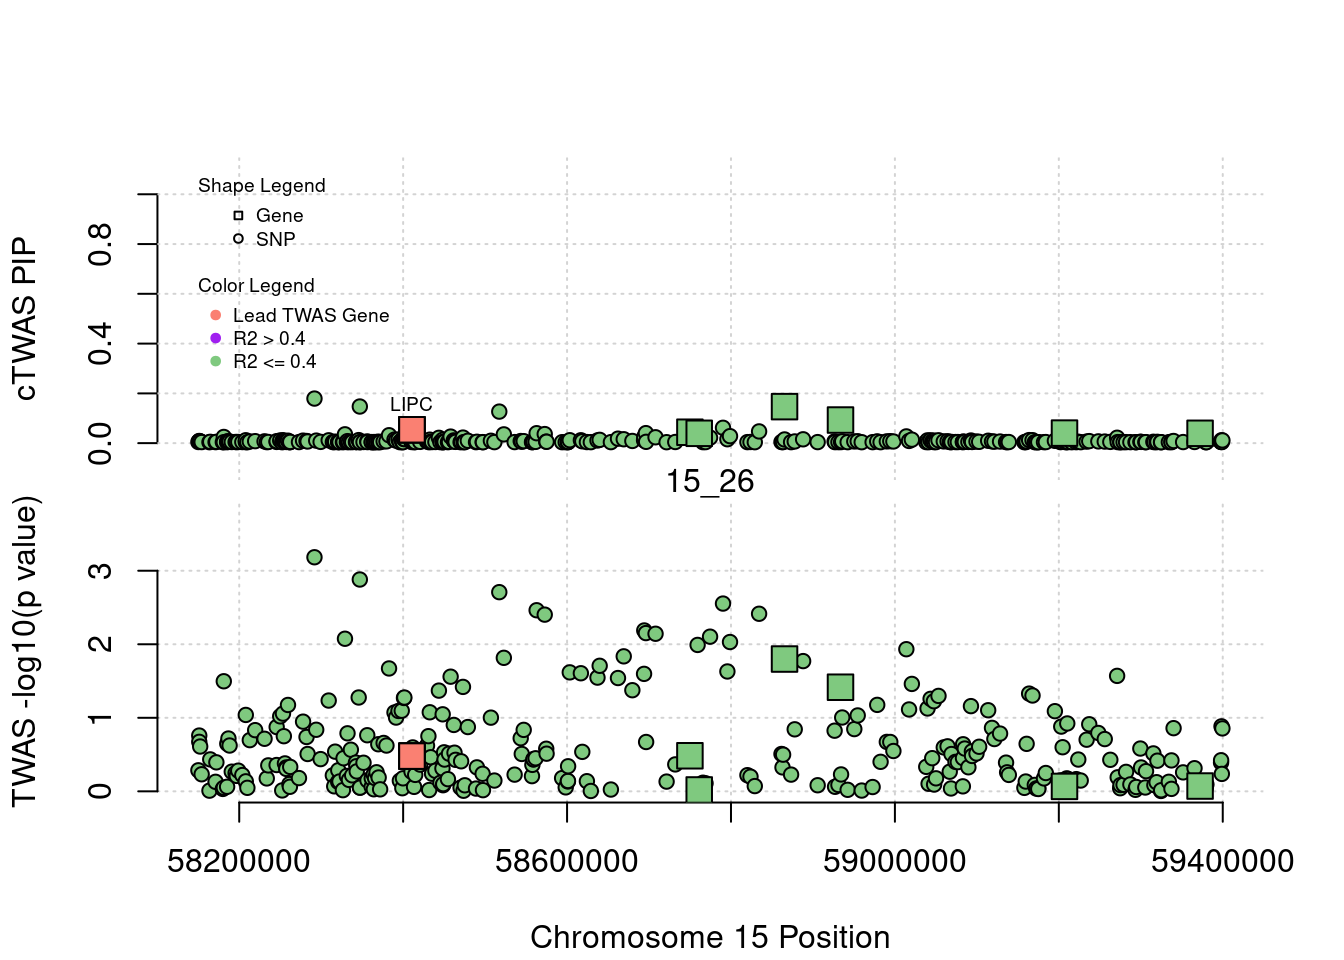 Shape Legend
Gene
SNP
Color Legend
Lead TWAS Gene
R2 > 0.4
R2 <= 0.4
LIPC
cTWAS PIP
0.8
0.4
0.0
15_26
TWAS -log10(p value)
3
2
1
0
58200000 58600000 59000000 59400000
Chromosome 15 Position